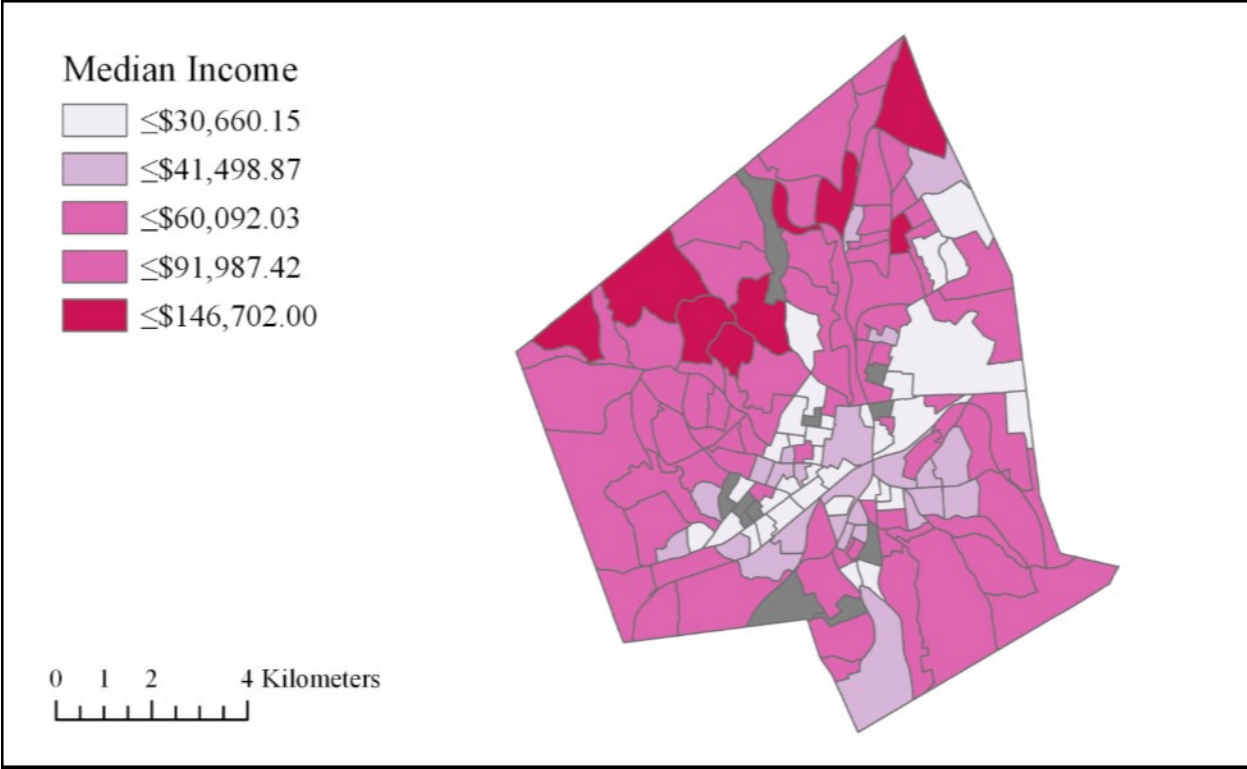 Median Income
≤$30,660.15
≤$41,498.87
≤$60,092.03
≤$91,987.42
≤$146,702.00
0 1 2 4 Kilometers